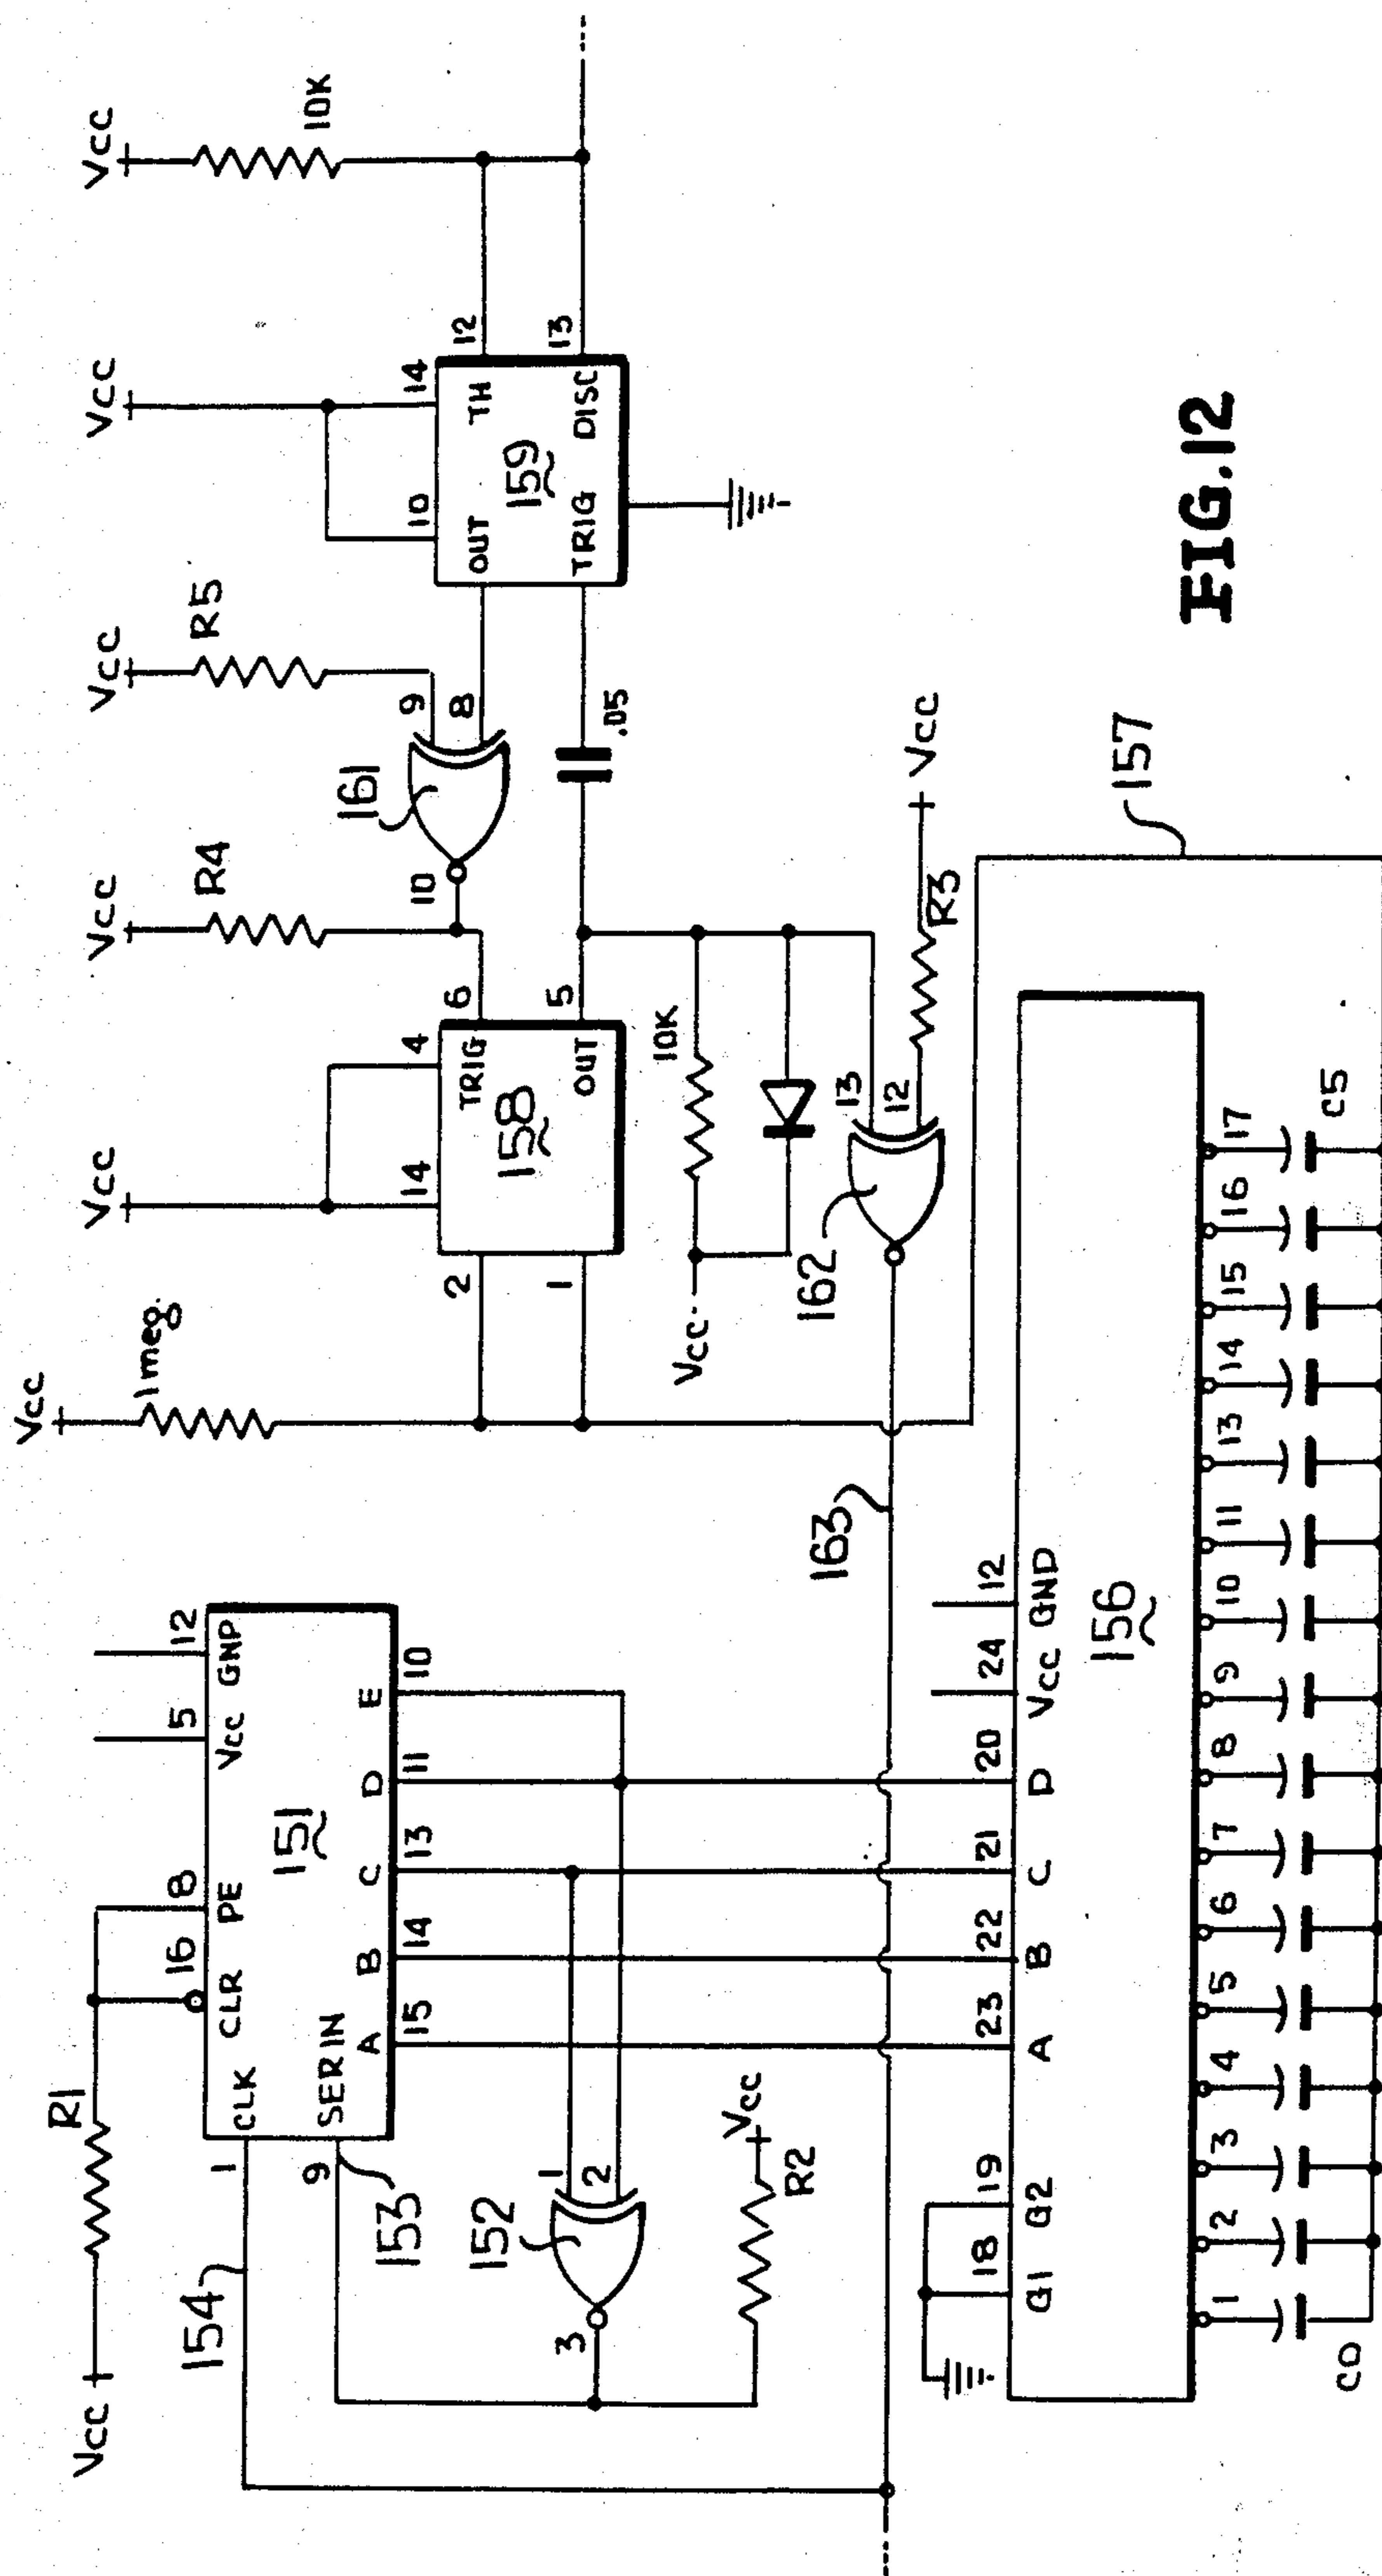 Vcc
R1
154
1
CLK
16
CLR
8
PE
5
Vcc
12
GNP
151
9
SERIN
153
A
B
C
D
E
15
14
13
11
10
152
1
2
3
R2
Vcc
Vcc
1meg
Vcc
14
4
2
1
158
TRIG
OUT
6
5
Vcc
R4
10
161
9
8
Vcc
R5
.05
Vcc
10
14
OUT
TH
159
TRIG
DISC
12
13
Vcc
10K
Vcc
10K
162
13
12
R3
Vcc
163
157
18
19
23
22
21
20
24
12
G1
G2
A
B
C
D
Vcc
GND
156
1
2
3
4
5
6
7
8
9
10
11
13
14
15
16
17
C0
C5
FIG.12